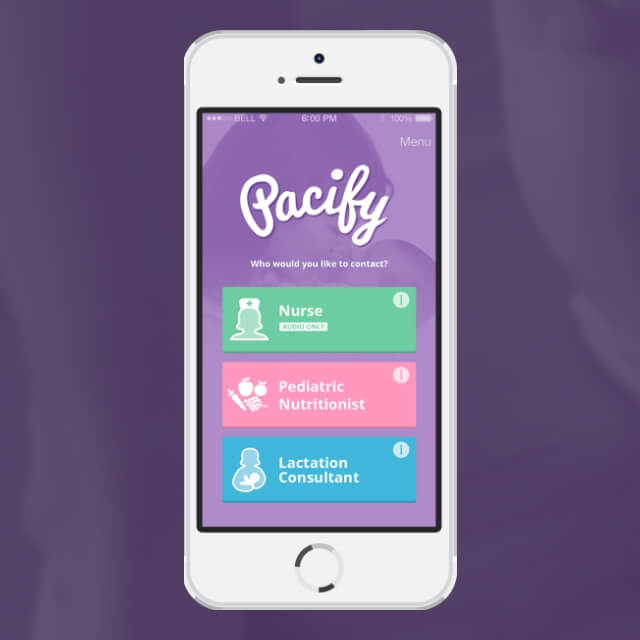 BELL 6:00 PM 100%
Menu
Pacify
Who would you like to contact?
Nurse
AUDIO ONLY
Pediatric
Nutritionist
Lactation
Consultant